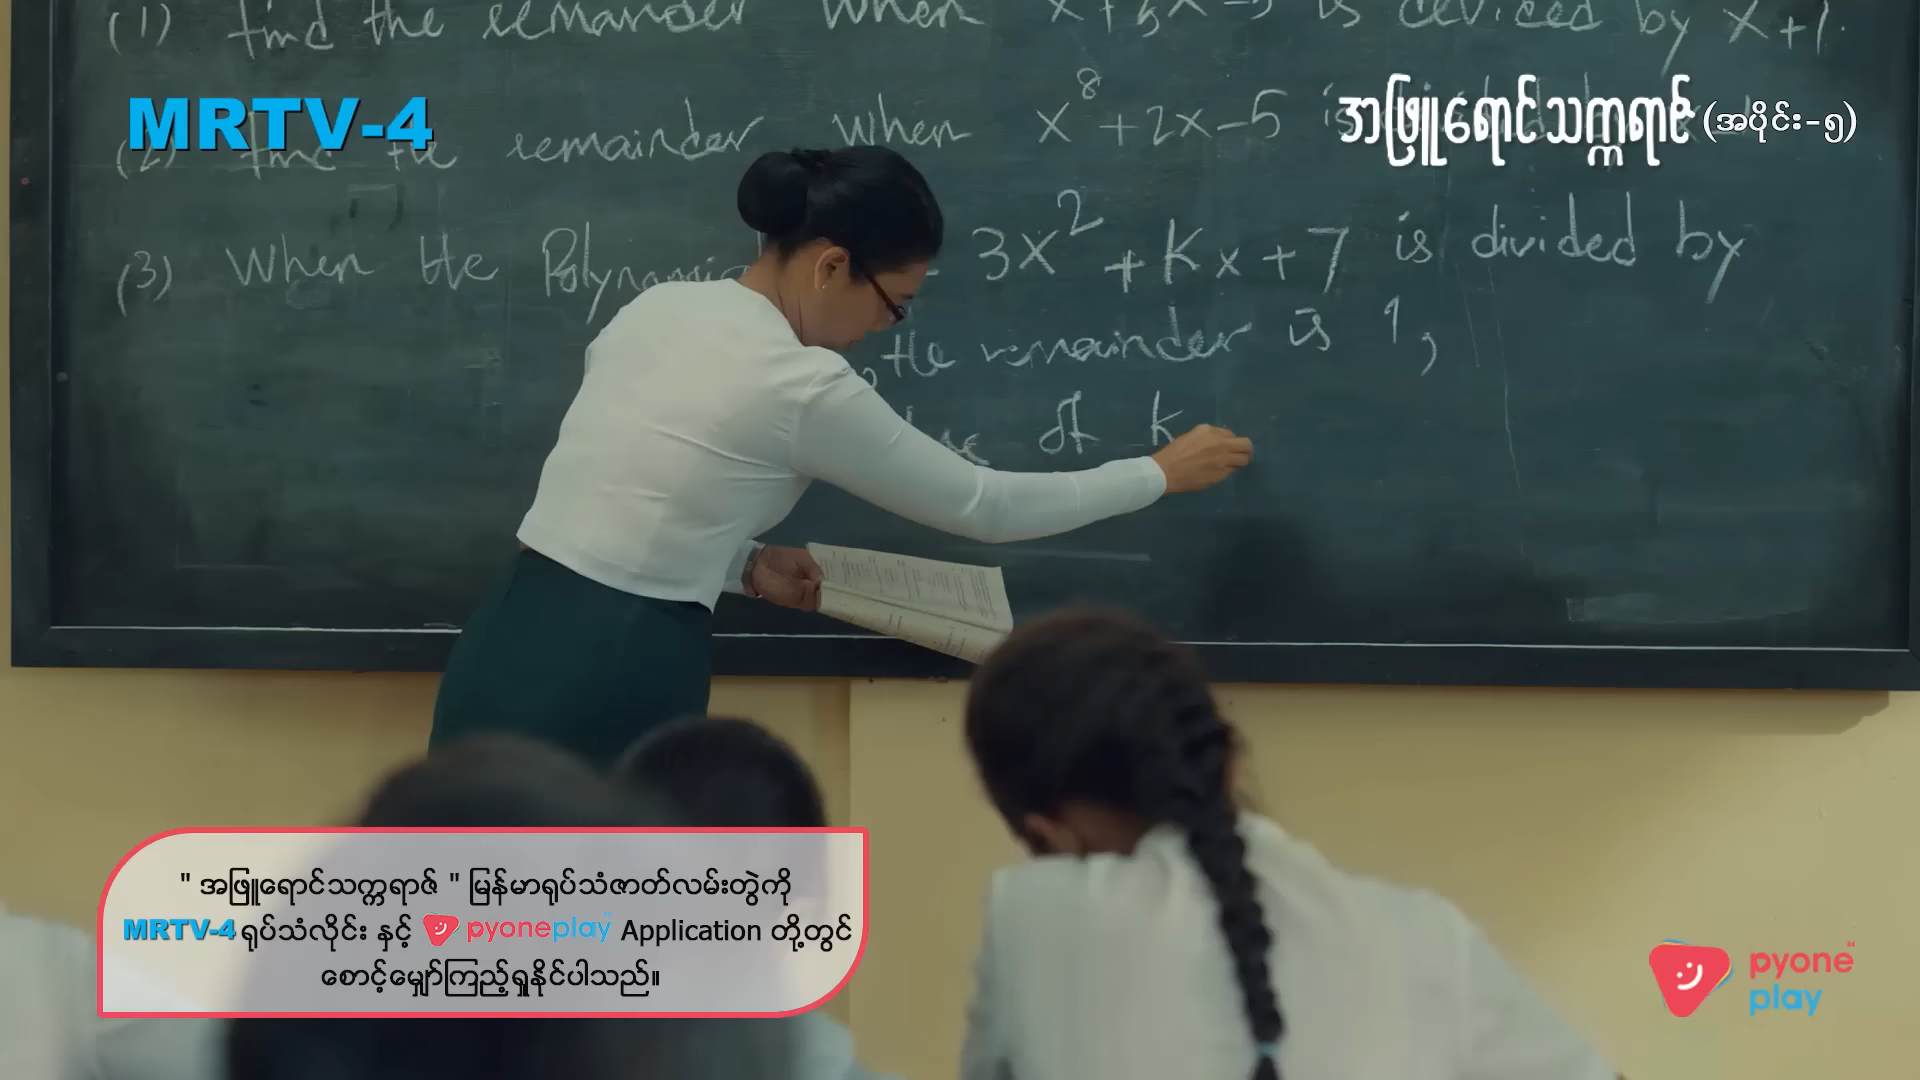 (1) find the remainder when x+5x-3 is divided by x+1.
MRTV-4
အဖြူရောင်သက္ကရာဇ် (အပိုင်း-၅)
(2) find the remainder when x⁸+2x-5 is
(3) When the Polynomi - 3x²+kx+7 is divided by
, the remainder is 1,
of k
" အဖြူရောင်သက္ကရာဇ် " မြန်မာရုပ်သံဇာတ်လမ်းတွဲကို
MRTV-4 ရုပ်သံလိုင်း နှင့် pyoneplay Application တို့တွင်
စောင့်မျှော်ကြည့်ရှုနိုင်ပါသည်။
pyone
play